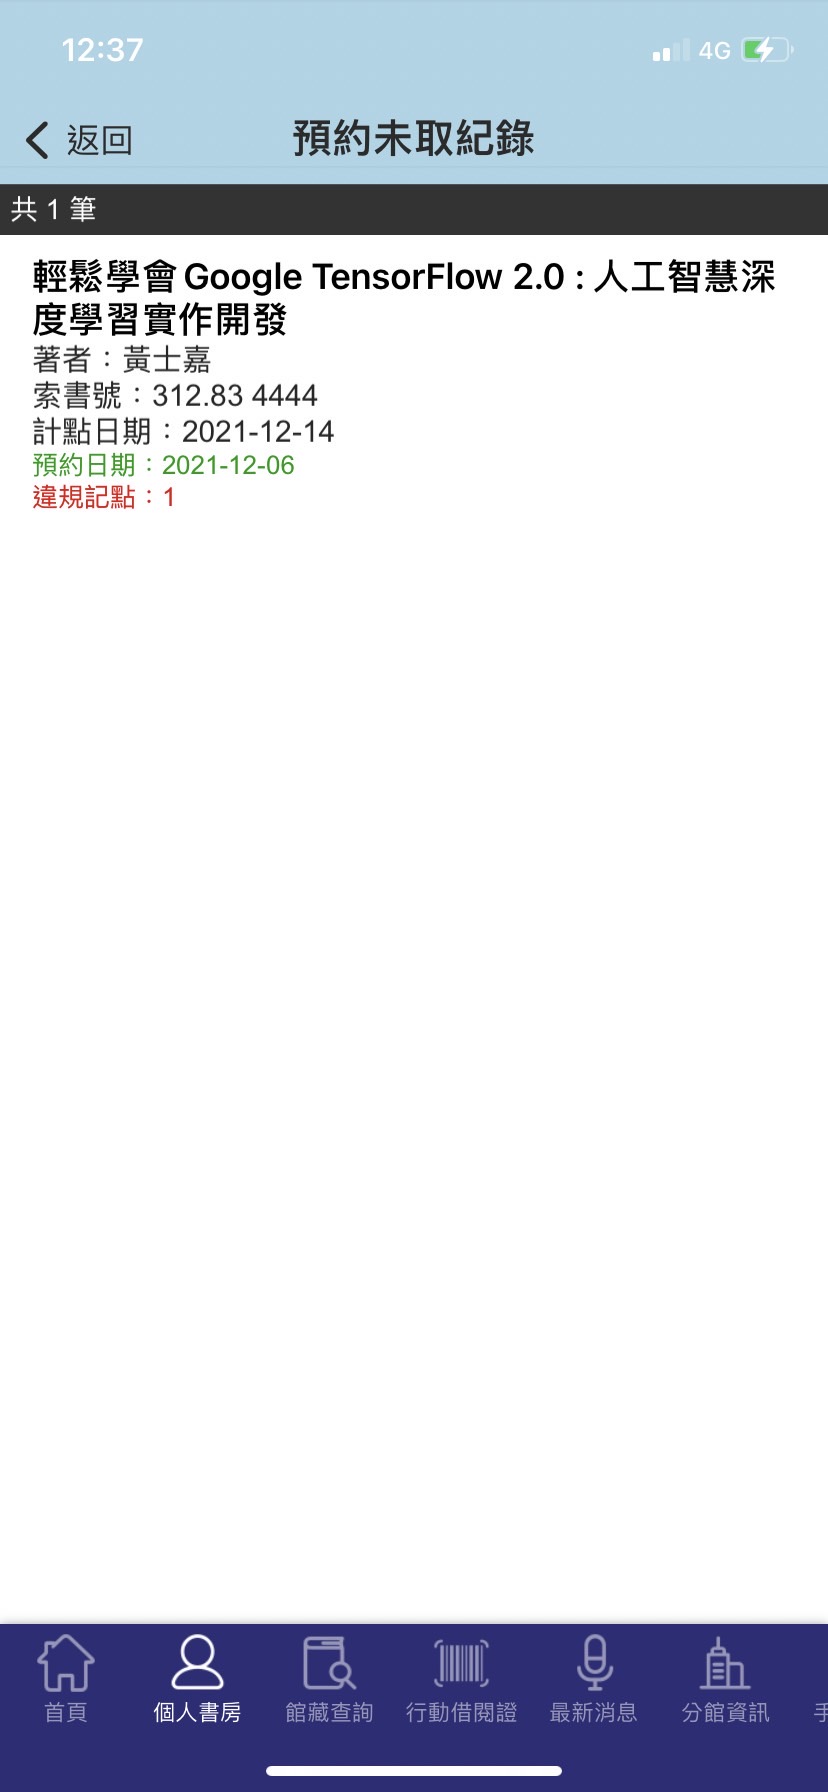 12:37
4G
返回
預約未取紀錄
共 1 筆
輕鬆學會Google TensorFlow 2.0 : 人工智慧深
度學習實作開發
著者：黃士嘉
索書號：312.83 4444
計點日期：2021-12-14
預約日期：2021-12-06
違規記點：1
首頁
個人書房
館藏查詢
行動借閱證
最新消息
分館資訊
手